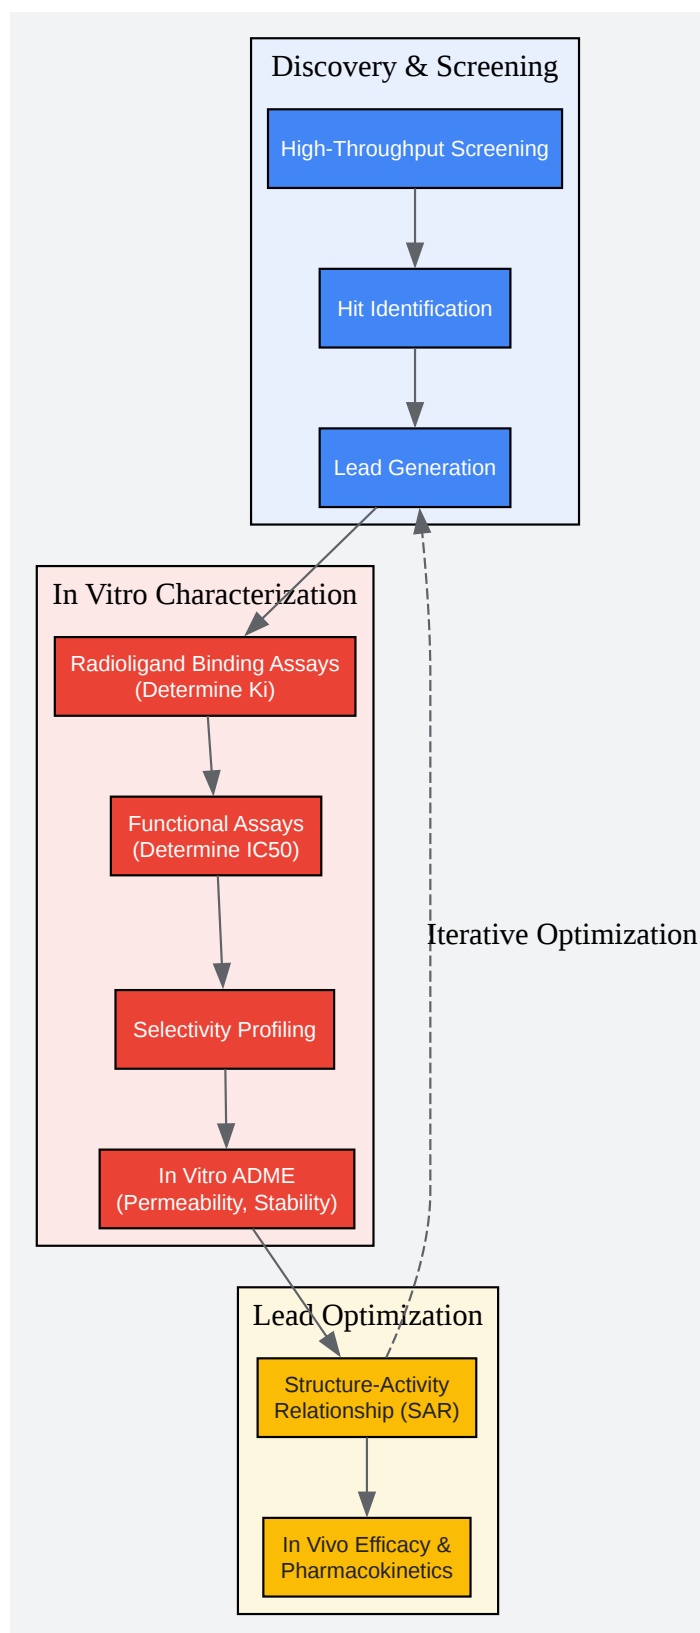 Discovery & Screening
High-Throughput Screening
Hit Identification
Lead Generation
In Vitro Characterization
Radioligand Binding Assays
(Determine Ki)
Functional Assays
(Determine IC50)
Iterative Optimization
Selectivity Profiling
In Vitro ADME
(Permeability, Stability)
Lead Optimization
Structure-Activity
Relationship (SAR)
In Vivo Efficacy &
Pharmacokinetics